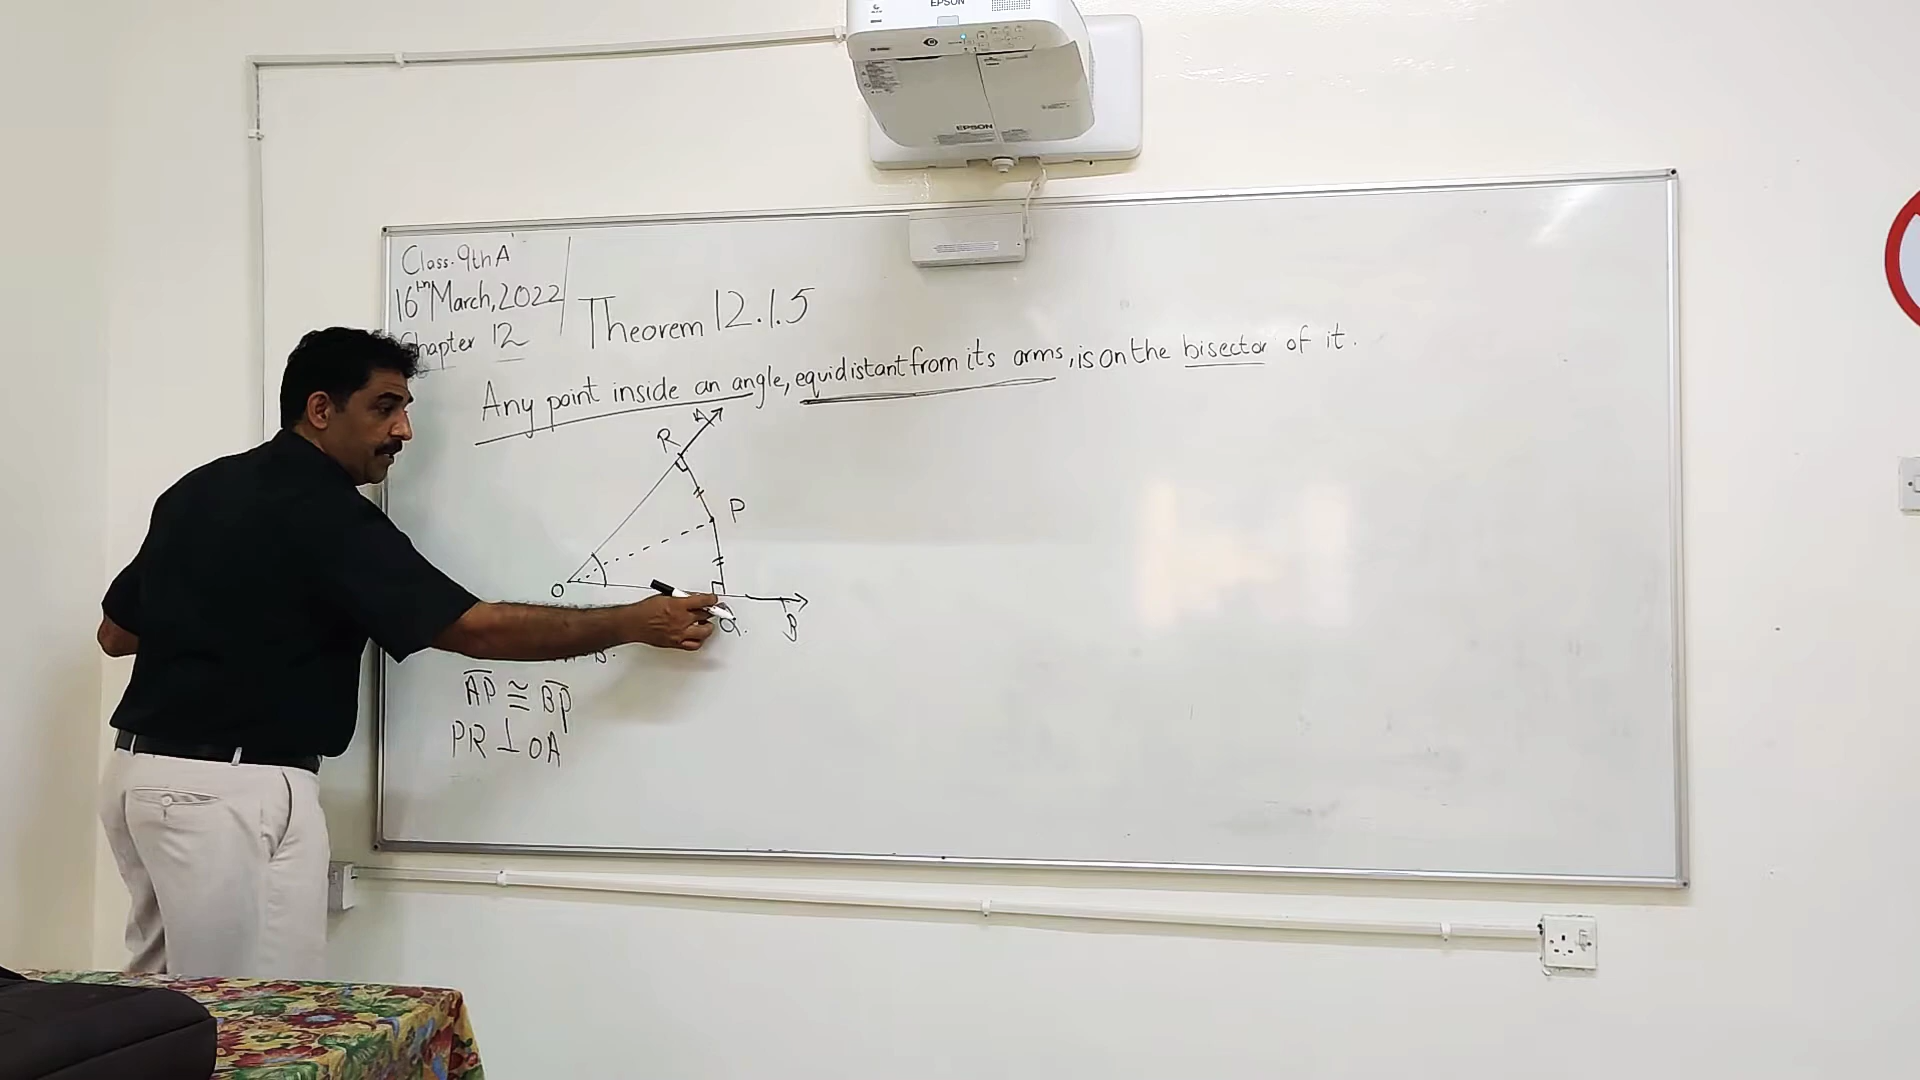 EPSON
EPSON
Class. 9th A
16th March, 2022
Chapter 12
Theorem 12.1.5
Any point inside an angle, equidistant from its arms, is on the bisector of it.
A
R
P
O
Q.
B
AP ≅ BP
PR ⊥ OA